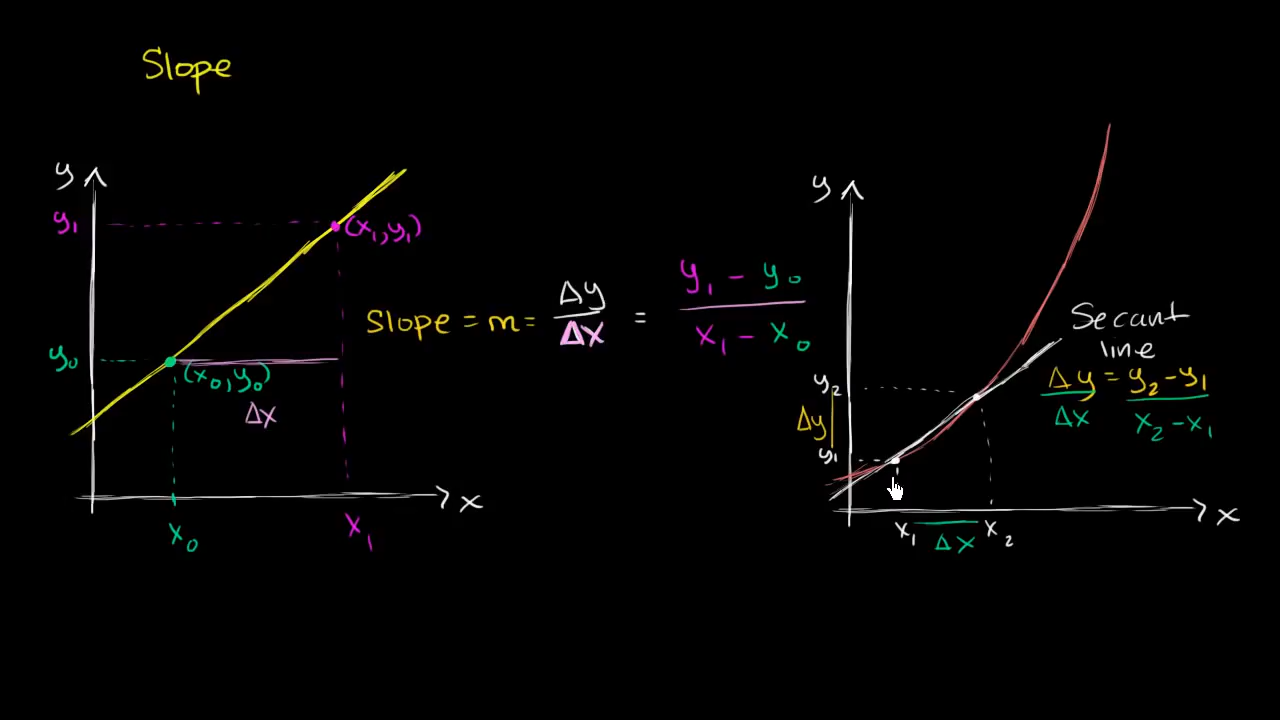 Slope
y
y₁
(x₁,y₁)
y₀
(x₀,y₀)
Δx
x
x₀
x₁
Slope = m = Δy/Δx = y₁ - y₀ / x₁ - x₀
y
Secant
line
Δy/Δx = y₂-y₁ / x₂-x₁
y₂
Δy
y₁
x
x₁
Δx
x₂